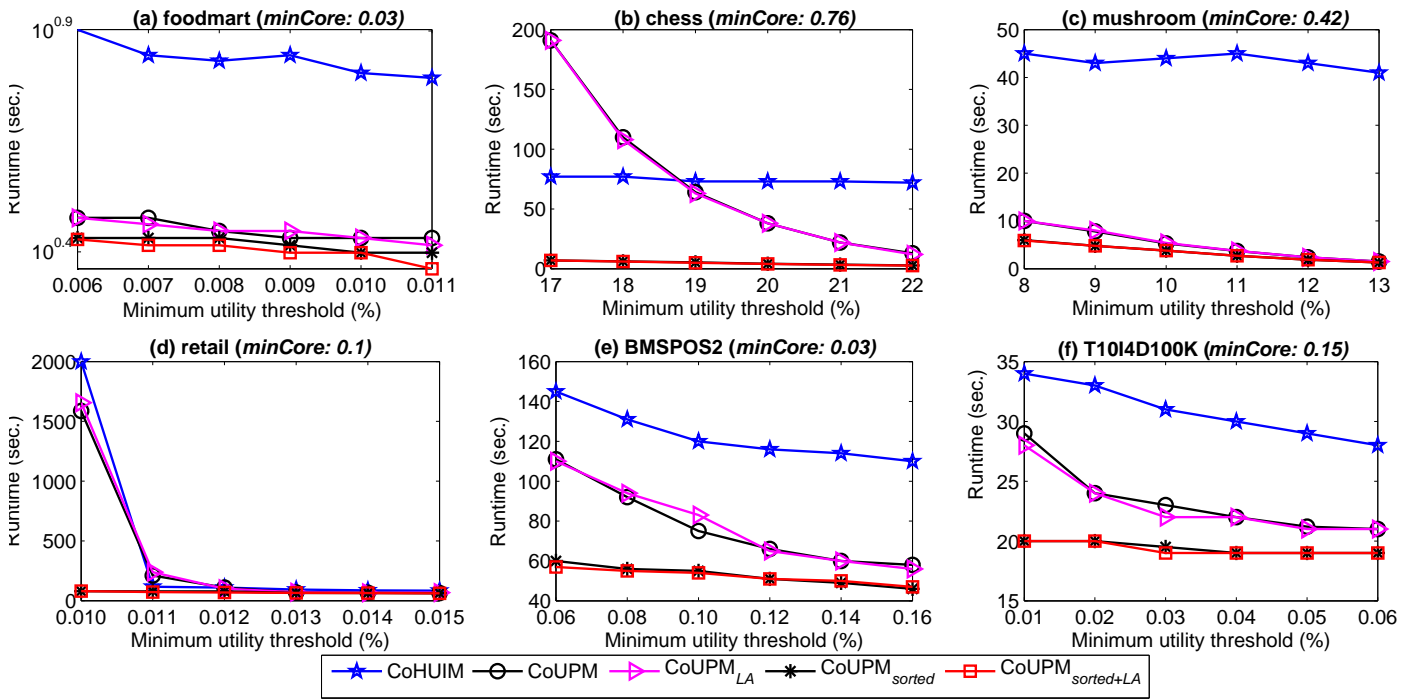 (a) foodmart (minCore: 0.03)
10^0.9
10^0.4
Runtime (sec.)
0.006 0.007 0.008 0.009 0.010 0.011
Minimum utility threshold (%)
(b) chess (minCore: 0.76)
200
150
100
50
0
Runtime (sec.)
17 18 19 20 21 22
Minimum utility threshold (%)
(c) mushroom (minCore: 0.42)
50
40
30
20
10
0
Runtime (sec.)
8 9 10 11 12 13
Minimum utility threshold (%)
(d) retail (minCore: 0.1)
2000
1500
1000
500
0
Runtime (sec.)
0.010 0.011 0.012 0.013 0.014 0.015
Minimum utility threshold (%)
(e) BMSPOS2 (minCore: 0.03)
160
140
120
100
80
60
40
Runtime (sec.)
0.06 0.08 0.10 0.12 0.14 0.16
Minimum utility threshold (%)
(f) T10I4D100K (minCore: 0.15)
35
30
25
20
15
Runtime (sec.)
0.01 0.02 0.03 0.04 0.05 0.06
Minimum utility threshold (%)
CoHUIM CoUPM CoUPM_LA CoUPM_sorted CoUPM_sorted+LA